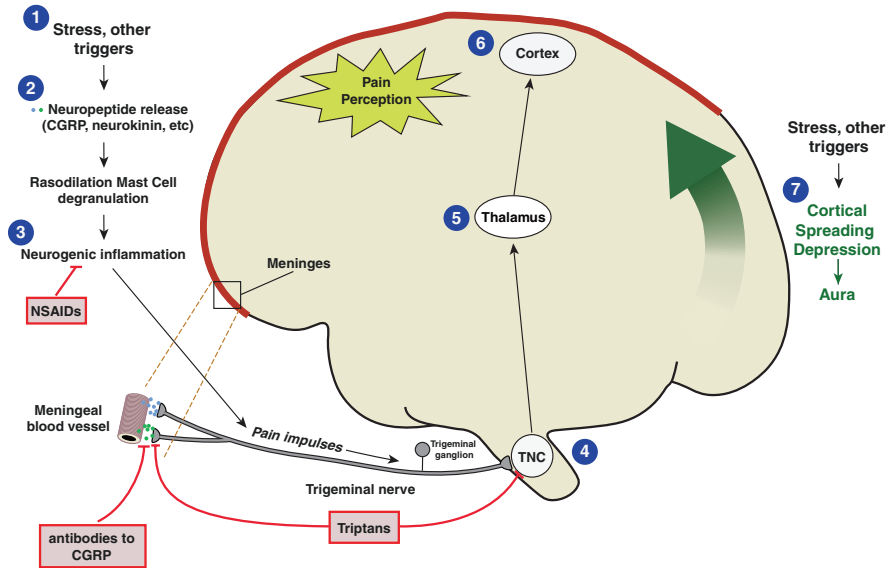 1
Stress, other
triggers
2
Neuropeptide release
(CGRP, neurokinin, etc)
Rasodilation Mast Cell
degranulation
3
Neurogenic inflammation
NSAIDs
Meninges
Meningeal
blood vessel
Pain impulses
Trigeminal
ganglion
Trigeminal nerve
antibodies to
CGRP
Triptans
TNC
4
5
Thalamus
6
Cortex
Pain
Perception
Stress, other
triggers
7
Cortical
Spreading
Depression
Aura